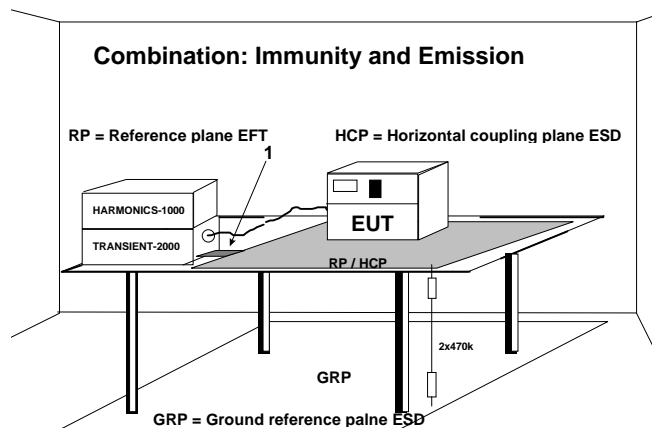 Combination: Immunity and Emission
RP = Reference plane EFT
HCP = Horizontal coupling plane ESD
1
HARMONICS-1000
TRANSIENT-2000
EUT
RP / HCP
2x470k
GRP
GRP = Ground reference palne ESD